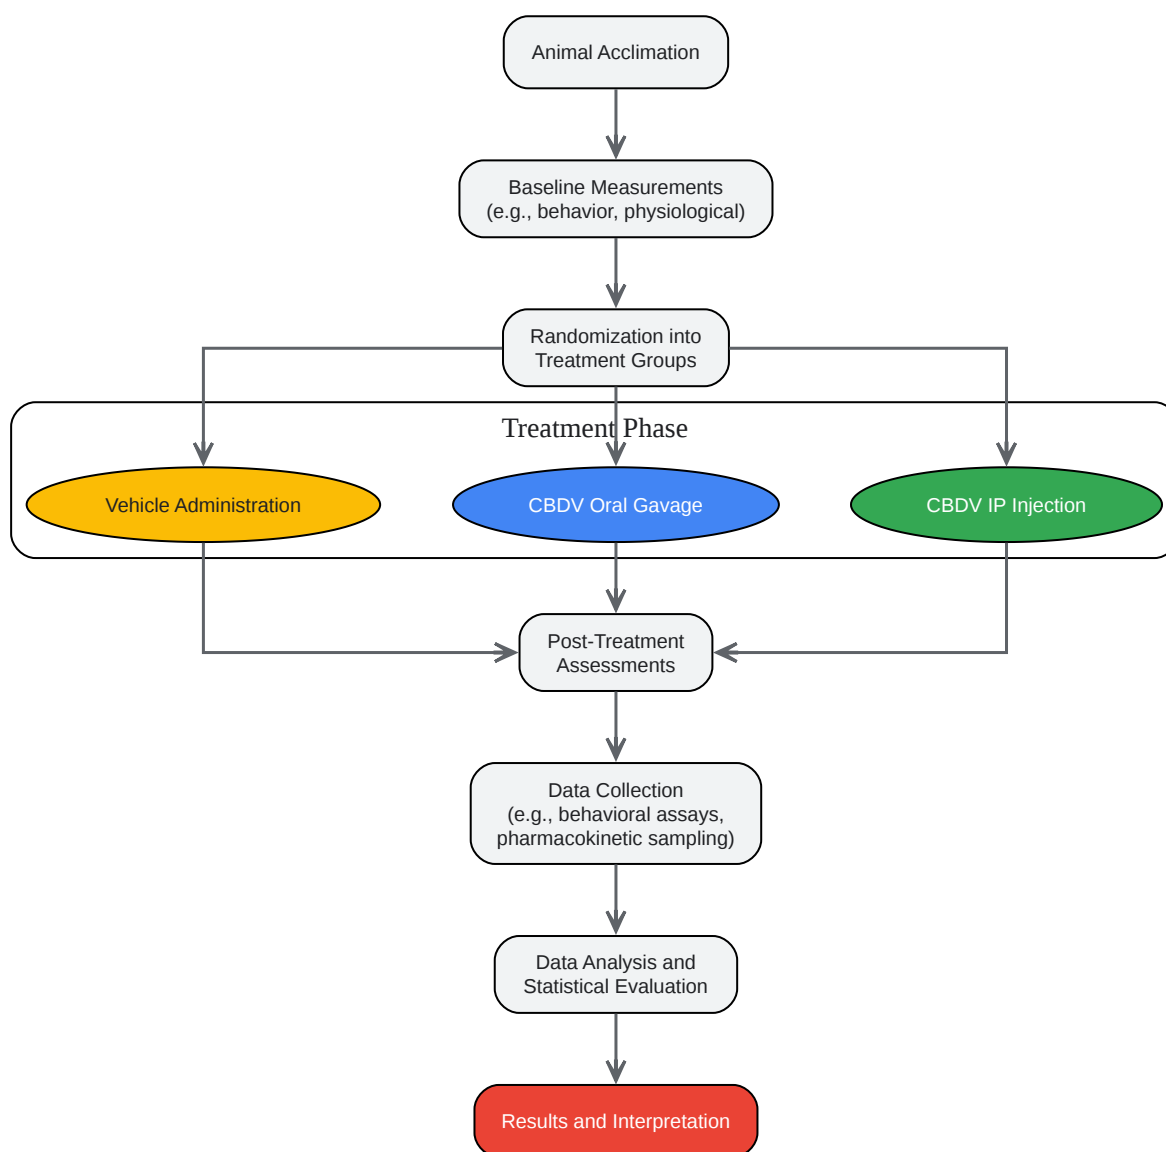 Animal Acclimation
Baseline Measurements
(e.g., behavior, physiological)
Randomization into
Treatment Groups
Treatment Phase
Vehicle Administration
CBDV Oral Gavage
CBDV IP Injection
Post-Treatment
Assessments
Data Collection
(e.g., behavioral assays,
pharmacokinetic sampling)
Data Analysis and
Statistical Evaluation
Results and Interpretation